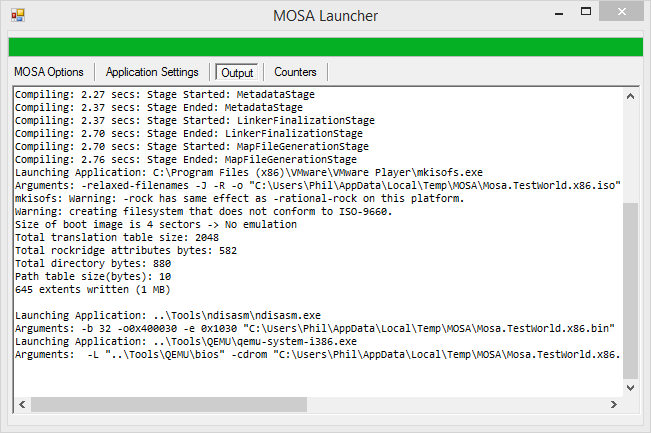 MOSA Launcher
MOSA Options Application Settings Output Counters
Compiling: 2.27 secs: Stage Started: MetadataStage
Compiling: 2.37 secs: Stage Ended: MetadataStage
Compiling: 2.37 secs: Stage Started: LinkerFinalizationStage
Compiling: 2.70 secs: Stage Ended: LinkerFinalizationStage
Compiling: 2.70 secs: Stage Started: MapFileGenerationStage
Compiling: 2.76 secs: Stage Ended: MapFileGenerationStage
Launching Application: C:\Program Files (x86)\VMware\VMware Player\mkisofs.exe
Arguments: -relaxed-filenames -J -R -o "C:\Users\Phil\AppData\Local\Temp\MOSA\Mosa.TestWorld.x86.iso"
mkisofs: Warning: -rock has same effect as -rational-rock on this platform.
Warning: creating filesystem that does not conform to ISO-9660.
Size of boot image is 4 sectors -> No emulation
Total translation table size: 2048
Total rockridge attributes bytes: 582
Total directory bytes: 880
Path table size(bytes): 10
645 extents written (1 MB)
Launching Application: ..\Tools\ndisasm\ndisasm.exe
Arguments: -b 32 -o0x400030 -e 0x1030 "C:\Users\Phil\AppData\Local\Temp\MOSA\Mosa.TestWorld.x86.bin"
Launching Application: ..\Tools\QEMU\qemu-system-i386.exe
Arguments:  -L "..\Tools\QEMU\bios" -cdrom "C:\Users\Phil\AppData\Local\Temp\MOSA\Mosa.TestWorld.x86.